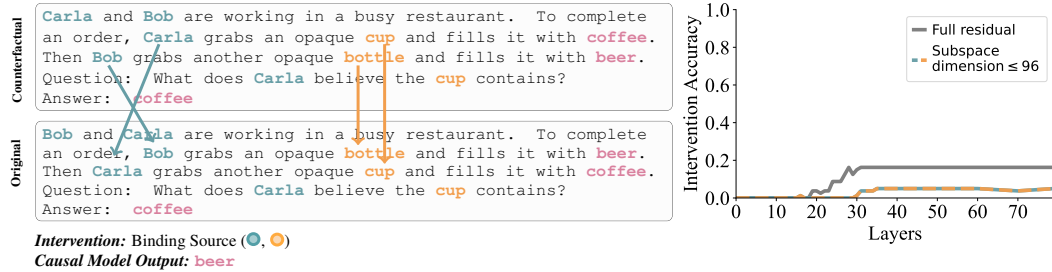 Counterfactual
Carla and Bob are working in a busy restaurant. To complete
an order, Carla grabs an opaque cup and fills it with coffee.
Then Bob grabs another opaque bottle and fills it with beer.
Question: What does Carla believe the cup contains?
Answer: coffee
Original
Bob and Carla are working in a busy restaurant. To complete
an order, Bob grabs an opaque bottle and fills it with beer.
Then Carla grabs another opaque cup and fills it with coffee.
Question: What does Carla believe the cup contains?
Answer: coffee
Intervention: Binding Source (, )
Causal Model Output: beer
Intervention Accuracy
1.0
0.8
0.6
0.4
0.2
0.0
Full residual
Subspace
dimension ≤ 96
0 10 20 30 40 50 60 70
Layers